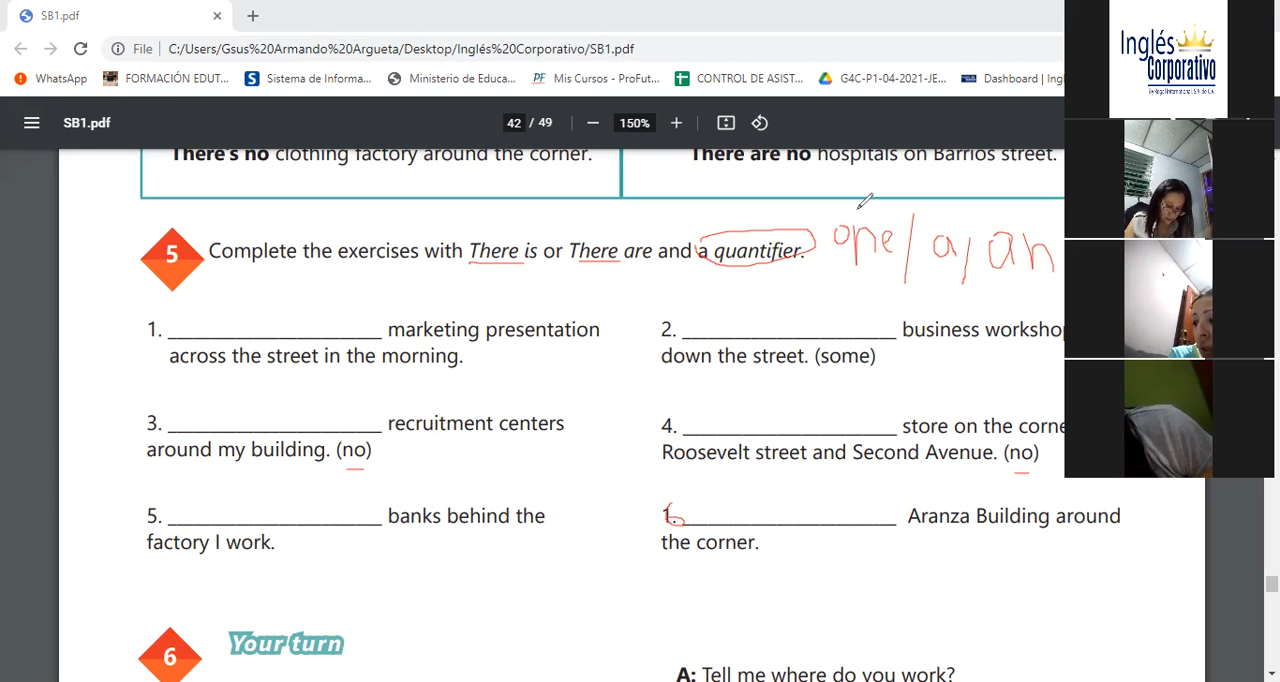 SB1.pdf
File C:/Users/Gsus%20Armando%20Argueta/Desktop/Inglés%20Corporativo/SB1.pdf
WhatsApp FORMACIÓN EDUT... Sistema de Informa... Ministerio de Educa... PF Mis Cursos - ProFut... CONTROL DE ASIST... G4C-P1-04-2021-JE... Dashboard | Ingl
SB1.pdf 42 / 49 150%
Inglés
Corporativo
There's no clothing factory around the corner.
There are no hospitals on Barrios street.
5 Complete the exercises with There is or There are and a quantifier. one / a / an
1. ____________________ marketing presentation
across the street in the morning.
2. ____________________ business workshop
down the street. (some)
3. ____________________ recruitment centers
around my building. (no)
4. ____________________ store on the corne
Roosevelt street and Second Avenue. (no)
5. ____________________ banks behind the
factory I work.
6 ____________________ Aranza Building around
the corner.
6 Your turn
A: Tell me where do you work?